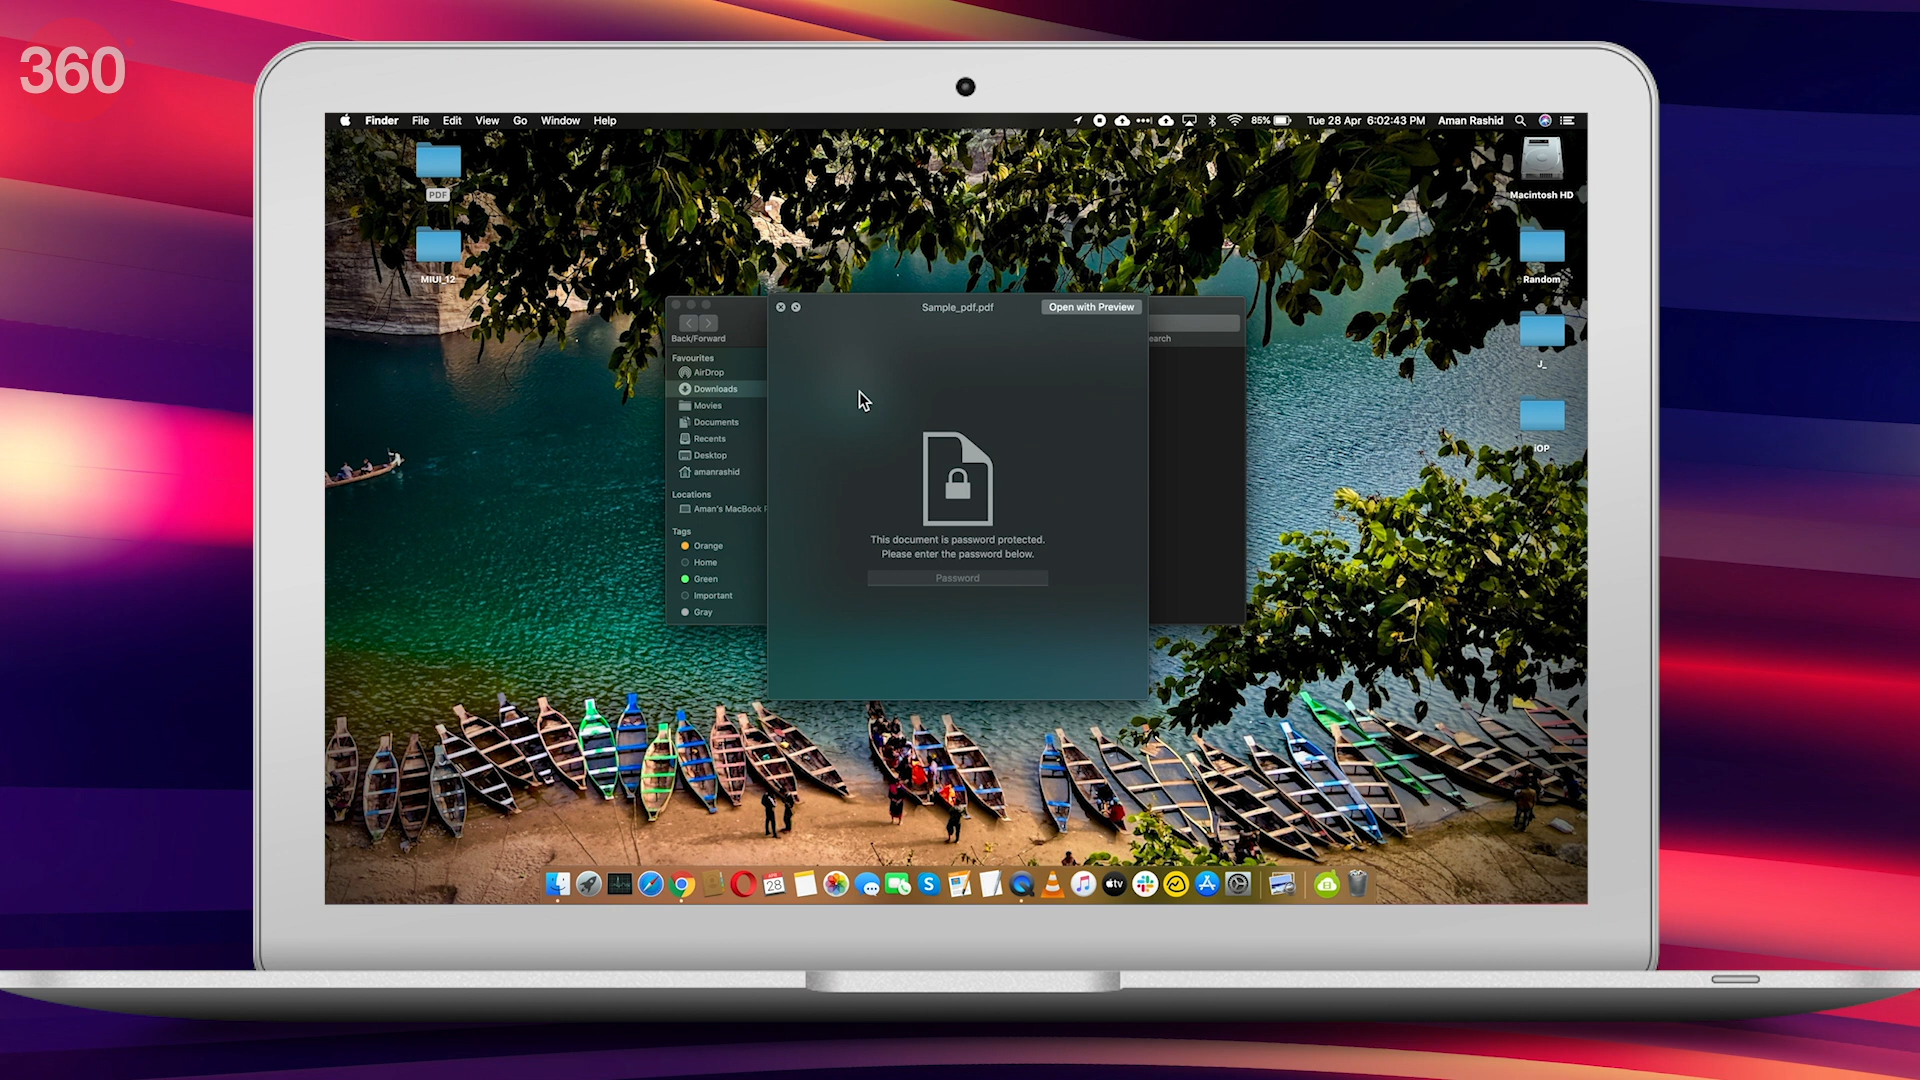 360
Finder File Edit View Go Window Help
85% Tue 28 Apr 6:02:43 PM Aman Rashid
PDF
MIUI_12
Macintosh HD
Random
J_
iOP
Sample_pdf.pdf
Open with Preview
Back/Forward
earch
Favourites
AirDrop
Downloads
Movies
Documents
Recents
Desktop
amanrashid
Locations
Aman's MacBook P
Tags
Orange
Home
Green
Important
Gray
This document is password protected.
Please enter the password below.
Password
28
tv